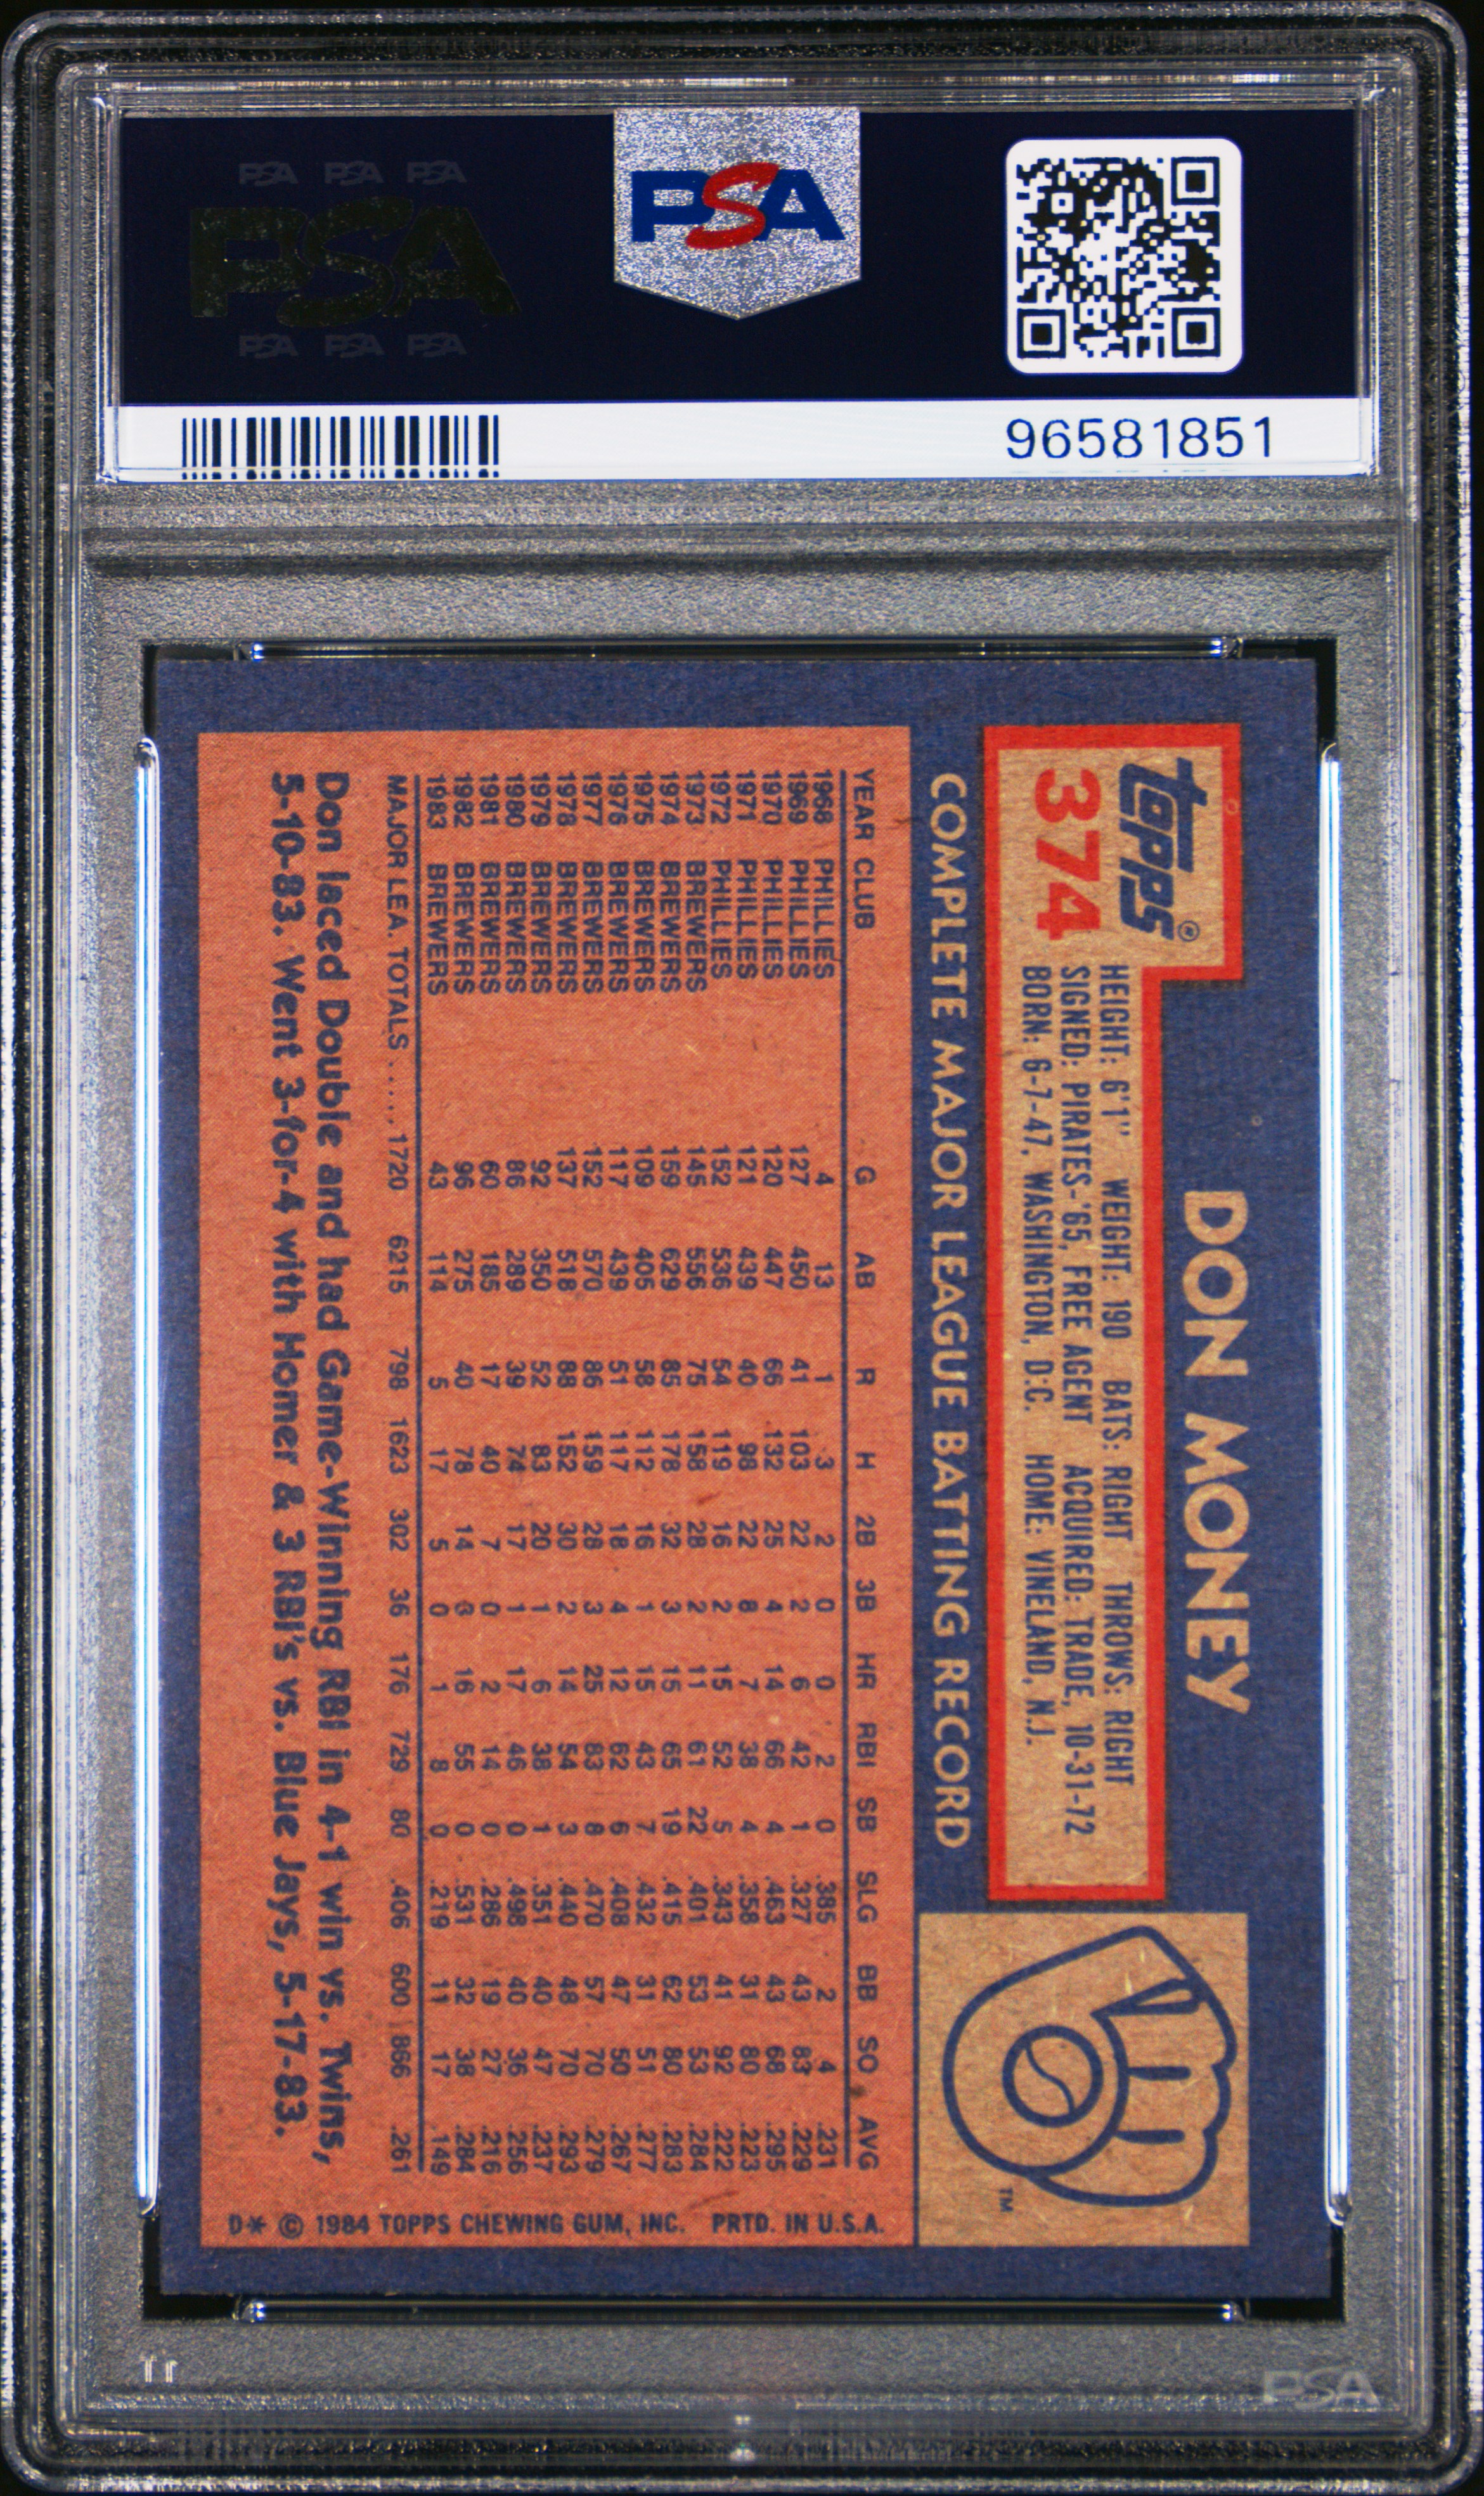 PSA PSA PSA
PSA
PSA PSA PSA
PSA
96581851
topps®
374
DON MONEY
HEIGHT: 6'1" WEIGHT: 190 BATS: RIGHT THROWS: RIGHT
SIGNED: PIRATES-'65, FREE AGENT ACQUIRED: TRADE, 10-31-72
BORN: 6-7-47, WASHINGTON, D.C. HOME: VINELAND, N.J.
TM
COMPLETE MAJOR LEAGUE BATTING RECORD
YEAR CLUB G AB R H 2B 3B HR RBI SB SLG BB SO AVG
1968 PHILLIES 4 13 1 3 2 0 0 2 0 .385 2 4 .231
1969 PHILLIES 127 450 41 103 22 2 6 42 1 .327 43 83 .229
1970 PHILLIES 120 447 66 132 25 4 14 66 4 .463 43 68 .295
1971 PHILLIES 121 439 40 98 22 8 7 38 4 .358 31 80 .223
1972 PHILLIES 152 536 54 119 16 2 15 52 5 .343 41 92 .222
1973 BREWERS 145 556 75 158 28 2 11 61 22 .401 53 53 .284
1974 BREWERS 159 629 85 178 32 3 15 65 19 .415 62 80 .283
1975 BREWERS 109 405 58 112 16 1 15 43 7 .432 31 51 .277
1976 BREWERS 117 439 51 117 18 4 12 62 6 .408 47 50 .267
1977 BREWERS 152 570 86 159 28 3 25 83 8 .470 57 70 .279
1978 BREWERS 137 518 88 152 30 2 14 54 3 .440 48 70 .293
1979 BREWERS 92 350 52 83 20 1 6 38 1 .351 40 47 .237
1980 BREWERS 86 289 39 74 17 1 17 46 0 .498 40 36 .256
1981 BREWERS 60 185 17 40 7 0 2 14 0 .286 19 27 .216
1982 BREWERS 96 275 40 78 14 3 16 55 0 .531 32 38 .284
1983 BREWERS 43 114 5 17 5 0 1 8 0 .219 11 17 .149
MAJOR LEA. TOTALS ...... 1720 6215 798 1623 302 36 176 729 80 .406 600 866 .261
Don laced Double and had Game-Winning RBI in 4-1 win vs. Twins,
5-10-83. Went 3-for-4 with Homer & 3 RBI's vs. Blue Jays, 5-17-83.
D* © 1984 TOPPS CHEWING GUM, INC. PRTD. IN U.S.A.
PSA